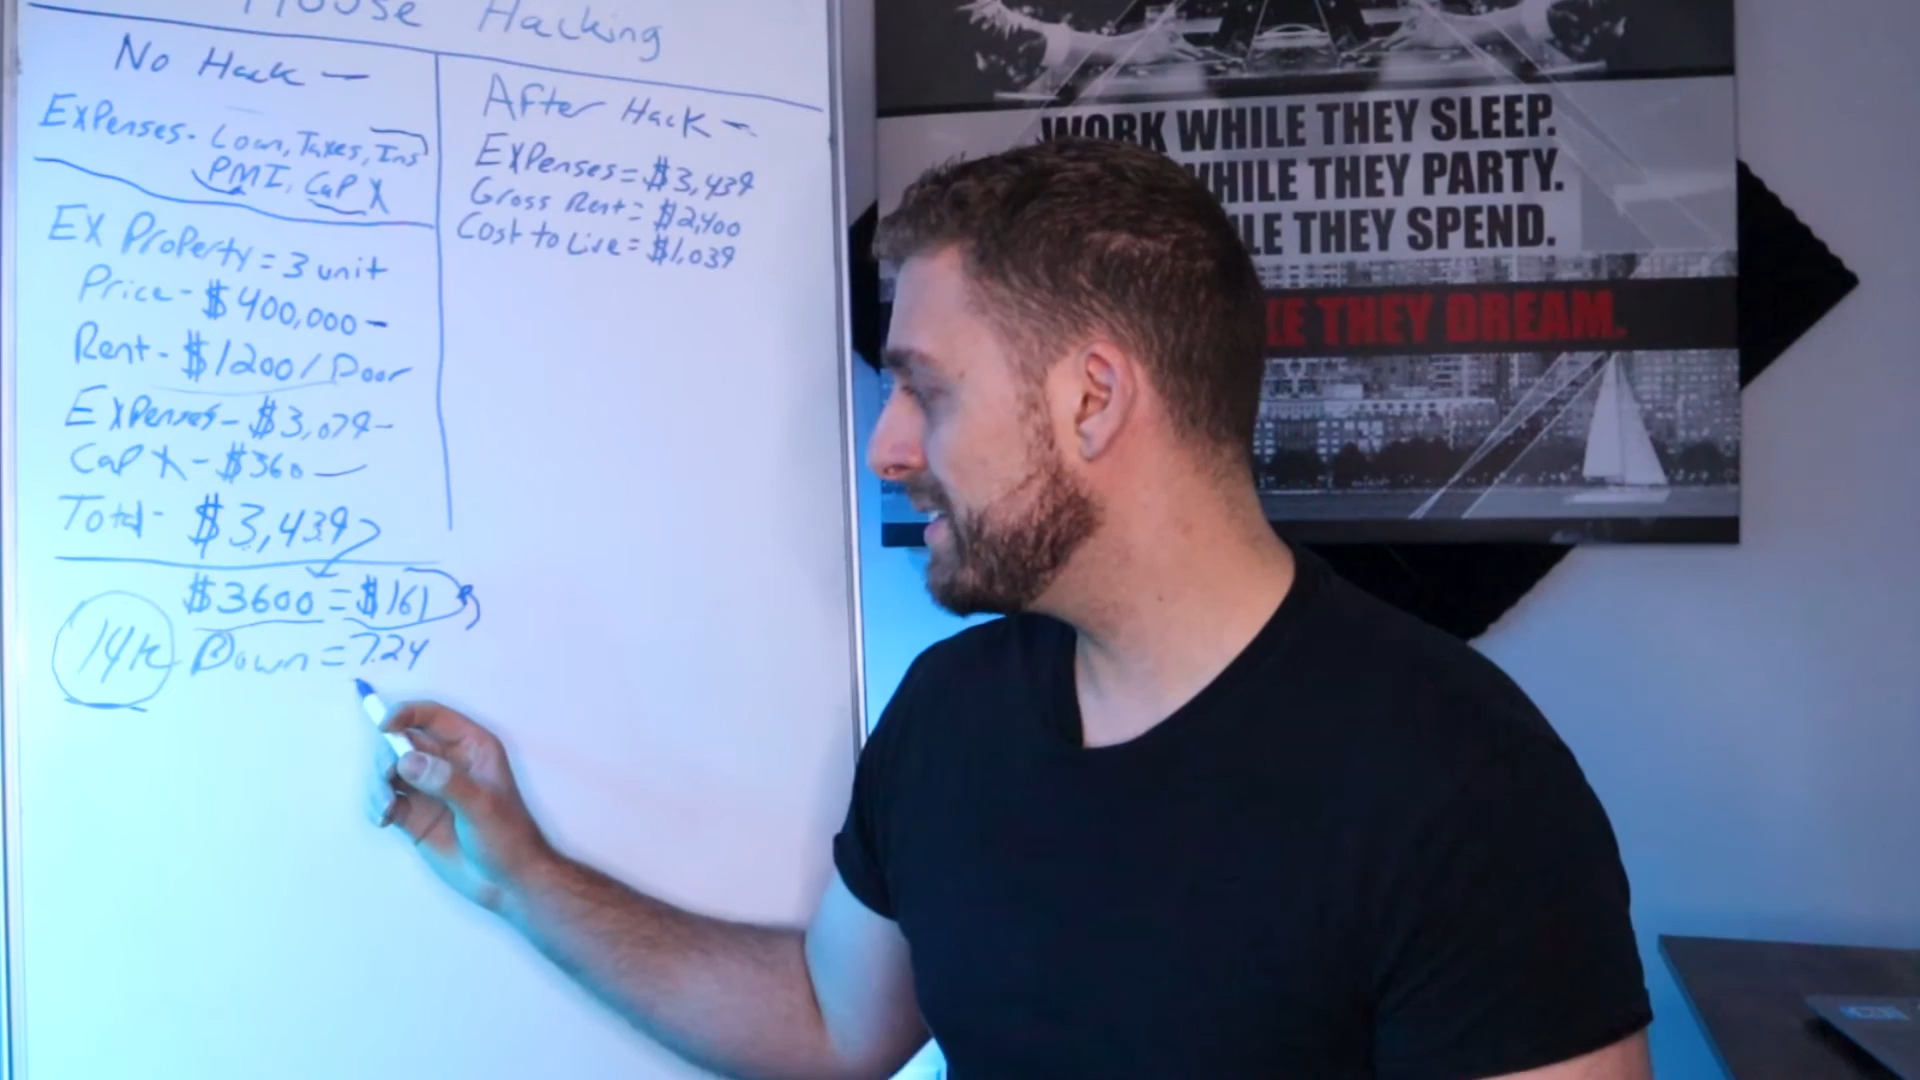 House Hacking
No Hack -
Expenses - Loan, Taxes, Ins
PMI, Cap X
Ex Property = 3 unit
Price - $400,000 -
Rent - $1200 / Door
Expenses - $3,079 -
Cap X - $360 -
Total - $3,439
$3600 = $161
14k Down = 7.24
After Hack -
Expenses = $3,439
Gross Rent = $2,400
Cost to Live = $1,039
WORK WHILE THEY SLEEP.
WHILE THEY PARTY.
LE THEY SPEND.
KE THEY DREAM.